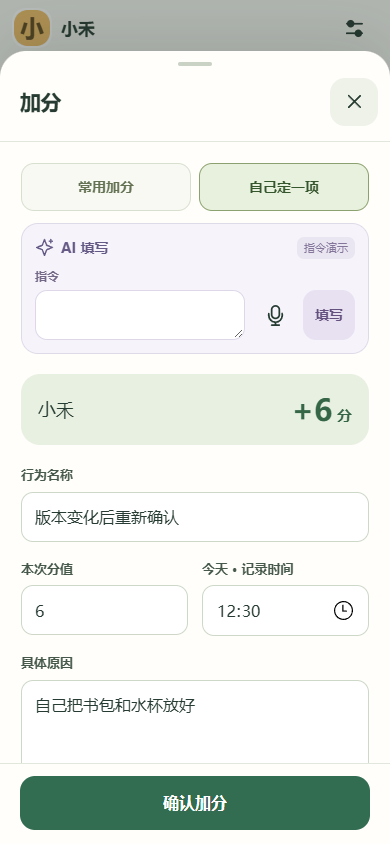 小 小禾
加分
常用加分 自己定一项
AI 填写 指令演示
指令
填写
小禾 +6 分
行为名称
版本变化后重新确认
本次分值 今天 • 记录时间
6 12:30
具体原因
自己把书包和水杯放好
确认加分